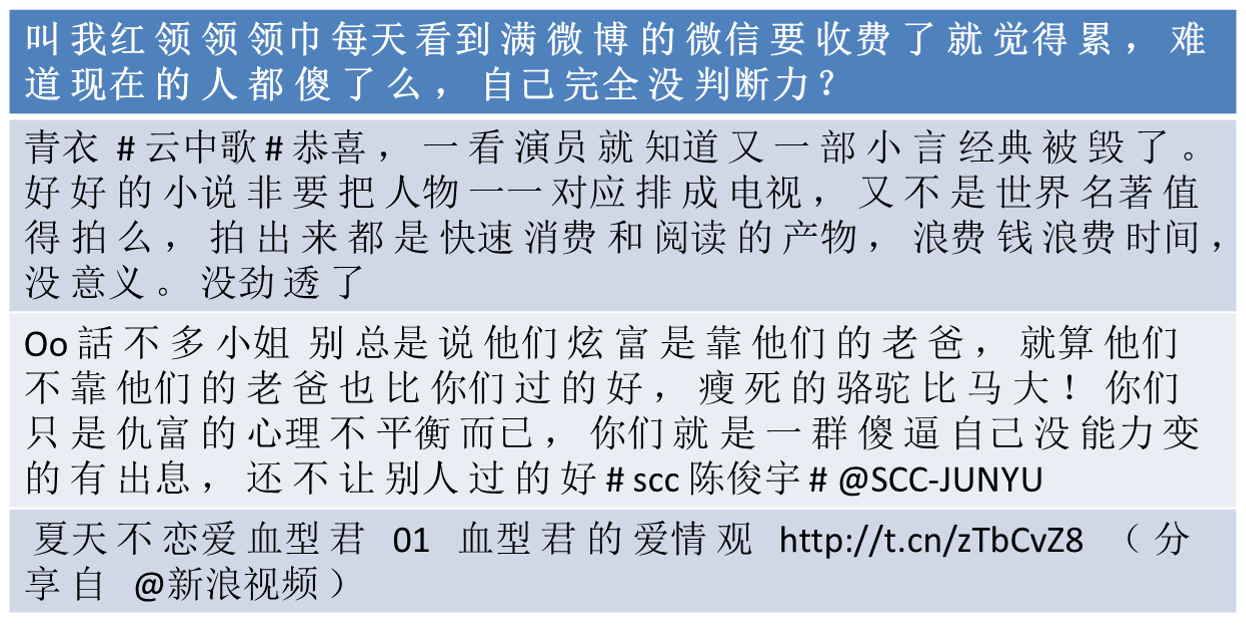 叫我红领领领巾每天看到满微博的微信要收费了就觉得累，难
道现在的人都傻了么，自己完全没判断力？
青衣 #云中歌#恭喜，一看演员就知道又一部小言经典被毁了。
好好的小说非要把人物一一对应排成电视，又不是世界名著值
得拍么，拍出来都是快速消费和阅读的产物，浪费钱浪费时间，
没意义。没劲透了
Oo話不多小姐 别总是说他们炫富是靠他们的老爸，就算他们
不靠他们的老爸也比你们过的好，瘦死的骆驼比马大！你们
只是仇富的心理不平衡而已，你们就是一群傻逼自己没能力变
的有出息，还不让别人过的好#scc陈俊宇#@SCC-JUNYU
夏天不恋爱血型君 01 血型君的爱情观 http://t.cn/zTbCvZ8 （分
享自 @新浪视频）